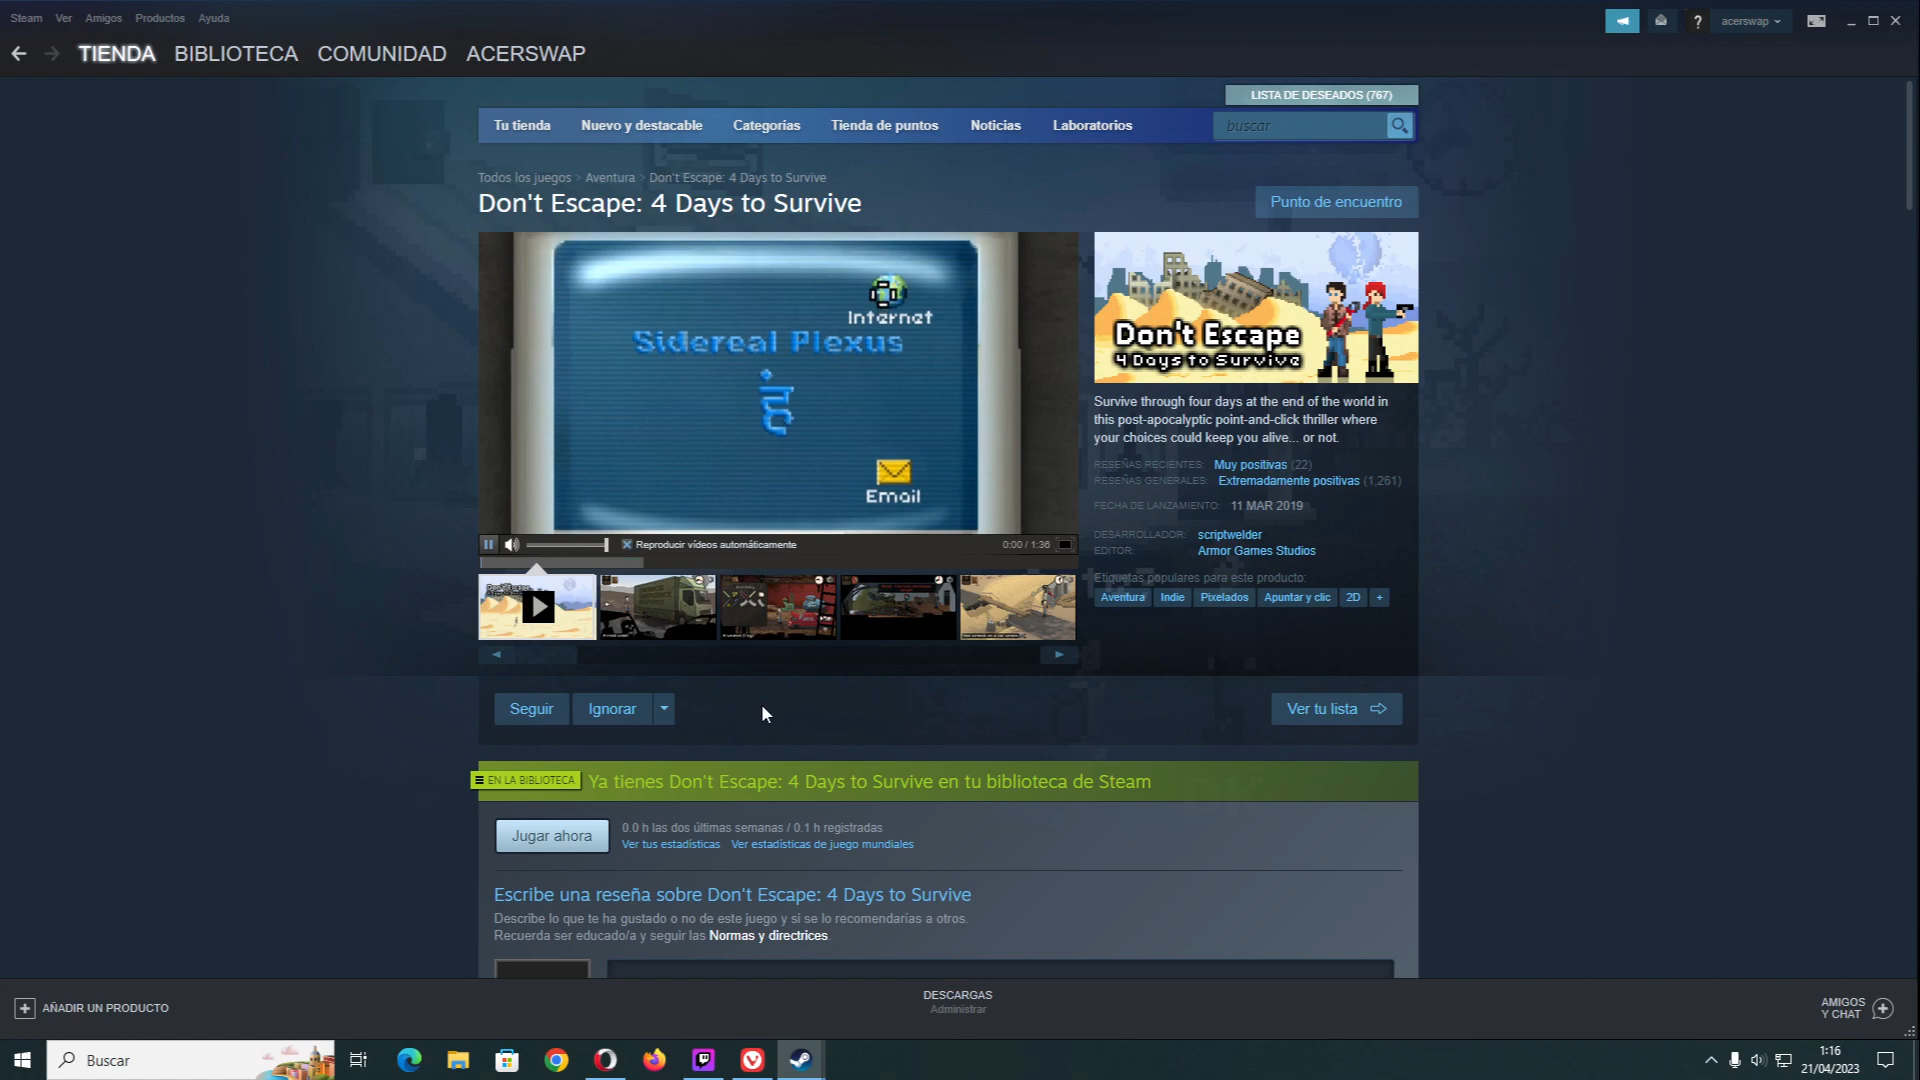 Steam Ver Amigos Productos Ayuda
acerswap
TIENDA BIBLIOTECA COMUNIDAD ACERSWAP
LISTA DE DESEADOS (767)
Tu tienda Nuevo y destacable Categorías Tienda de puntos Noticias Laboratorios buscar
Todos los juegos > Aventura > Don't Escape: 4 Days to Survive
Don't Escape: 4 Days to Survive
Punto de encuentro
Internet
Sidereal Plexus
Email
Don't Escape
4 Days to Survive
Survive through four days at the end of the world in
this post-apocalyptic point-and-click thriller where
your choices could keep you alive... or not.
RESEÑAS RECIENTES: Muy positivas (22)
RESEÑAS GENERALES: Extremadamente positivas (1,261)
FECHA DE LANZAMIENTO: 11 MAR 2019
DESARROLLADOR: scriptwelder
EDITOR: Armor Games Studios
Etiquetas populares para este producto:
Aventura Indie Pixelados Apuntar y clic 2D +
Reproducir vídeos automáticamente 0:00 / 1:36
Seguir Ignorar Ver tu lista
EN LA BIBLIOTECA Ya tienes Don't Escape: 4 Days to Survive en tu biblioteca de Steam
Jugar ahora
0.0 h las dos últimas semanas / 0.1 h registradas
Ver tus estadísticas Ver estadísticas de juego mundiales
Escribe una reseña sobre Don't Escape: 4 Days to Survive
Describe lo que te ha gustado o no de este juego y si se lo recomendarías a otros.
Recuerda ser educado/a y seguir las Normas y directrices.
AÑADIR UN PRODUCTO
DESCARGAS
Administrar
AMIGOS
Y CHAT
Buscar
1:16
21/04/2023